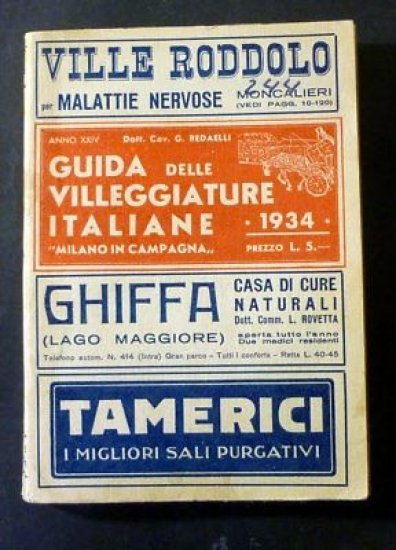 VILLE RODDOLO
244
per MALATTIE NERVOSE MONCALIERI
(VEDI PAGG. 10-120)
ANNO XXIV Dott. Cav. G. REDAELLI
GUIDA DELLE
VILLEGGIATURE
ITALIANE · 1934 ·
"MILANO IN CAMPAGNA„ PREZZO L. 5.—
GHIFFA
(LAGO MAGGIORE)
CASA DI CURE
NATURALI
Dott. Comm. L. ROVETTA
aperta tutto l'anno
Due medici residenti
Telefono autom. N. 414 (Intra) Gran parco - Tutti i conforts - Retta L. 40-45
TAMERICI
I MIGLIORI SALI PURGATIVI